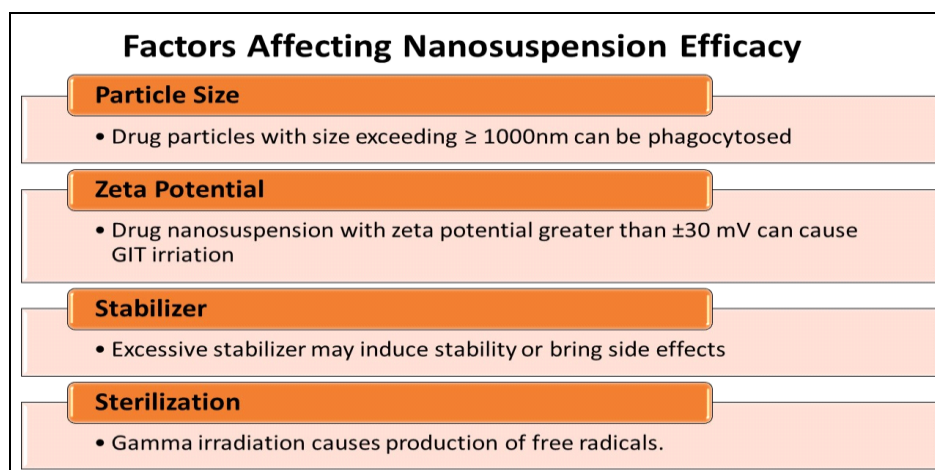 Factors Affecting Nanosuspension Efficacy
Particle Size
• Drug particles with size exceeding ≥ 1000nm can be phagocytosed
Zeta Potential
• Drug nanosuspension with zeta potential greater than ±30 mV can cause
GIT irriation
Stabilizer
• Excessive stabilizer may induce stability or bring side effects
Sterilization
• Gamma irradiation causes production of free radicals.